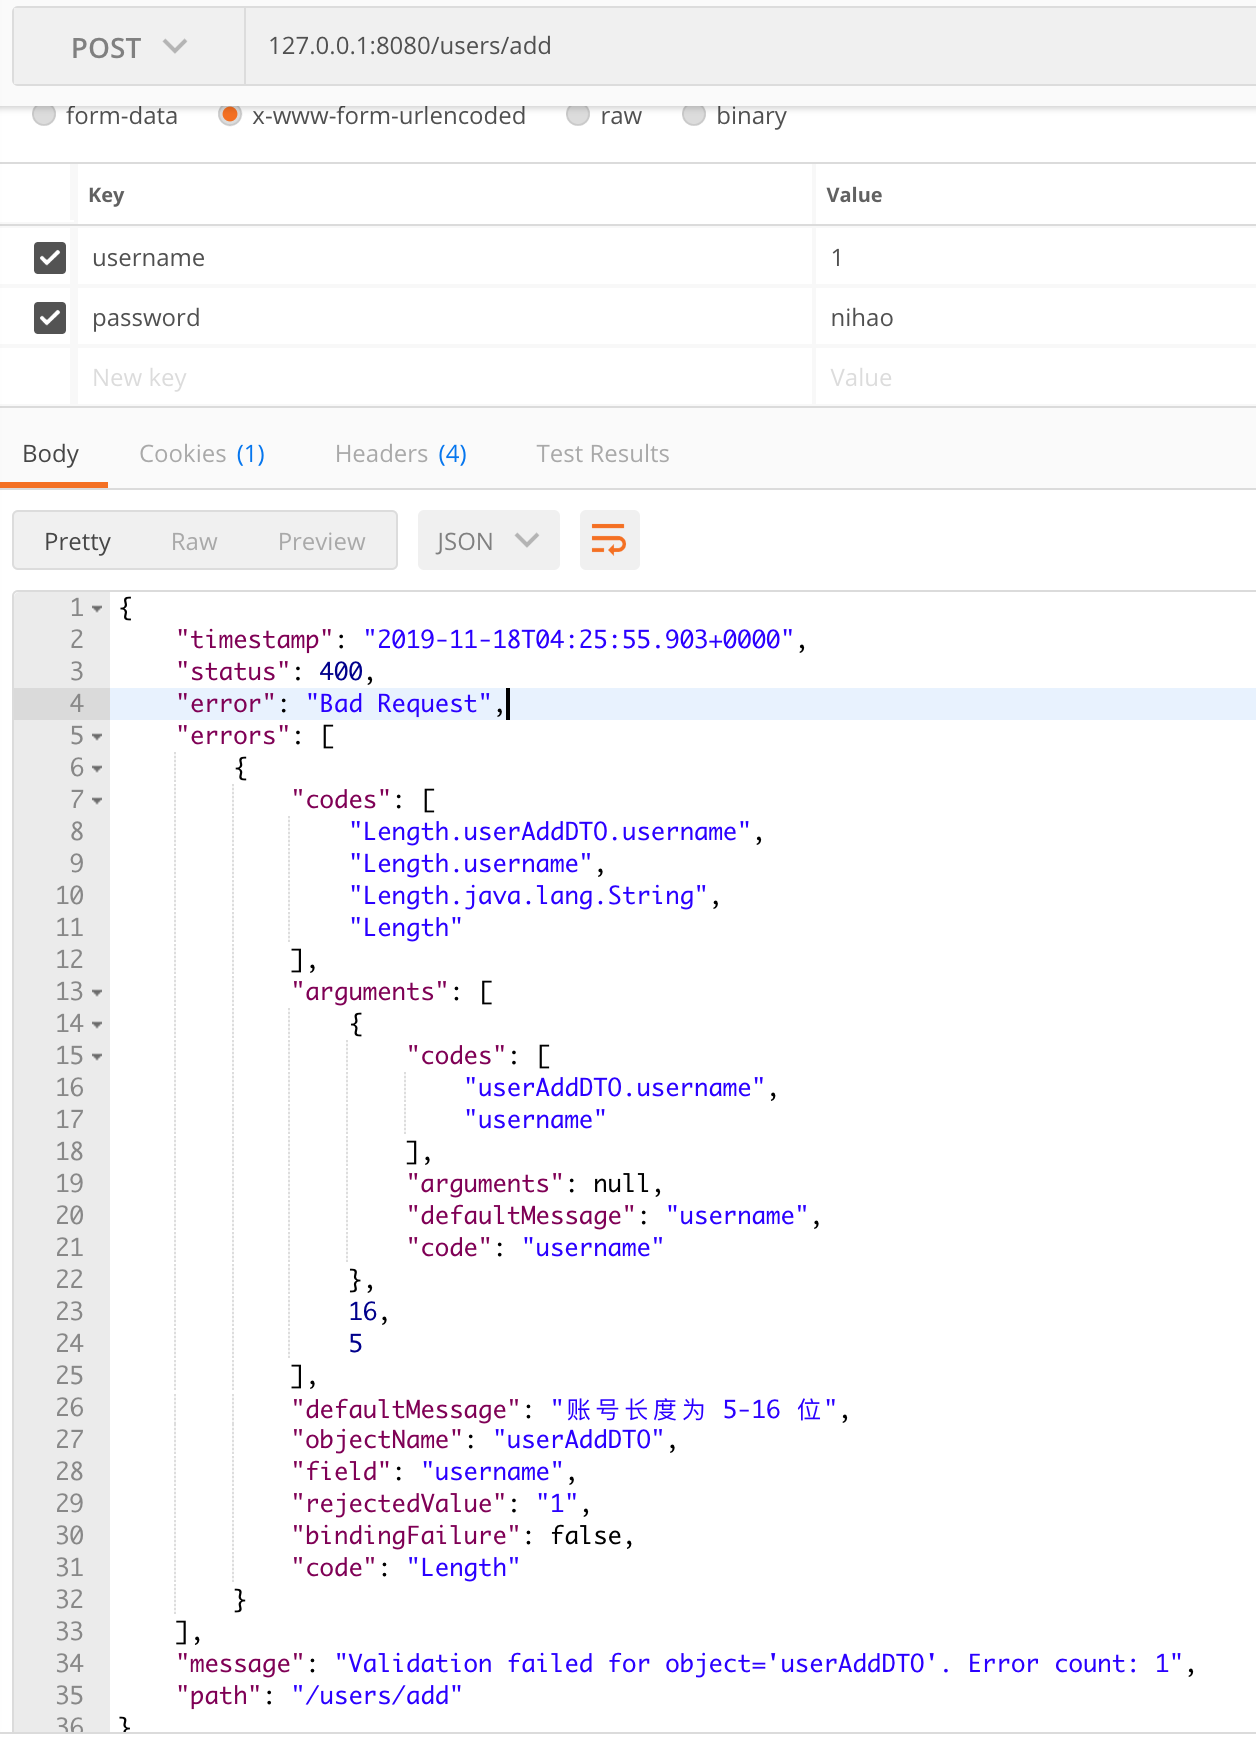 POST 127.0.0.1:8080/users/add
form-data x-www-form-urlencoded raw binary
Key Value
username 1
password nihao
New key Value
Body Cookies (1) Headers (4) Test Results
Pretty Raw Preview JSON
1 {
2 "timestamp": "2019-11-18T04:25:55.903+0000",
3 "status": 400,
4 "error": "Bad Request",
5 "errors": [
6 {
7 "codes": [
8 "Length.userAddDTO.username",
9 "Length.username",
10 "Length.java.lang.String",
11 "Length"
12 ],
13 "arguments": [
14 {
15 "codes": [
16 "userAddDTO.username",
17 "username"
18 ],
19 "arguments": null,
20 "defaultMessage": "username",
21 "code": "username"
22 },
23 16,
24 5
25 ],
26 "defaultMessage": "账号长度为 5-16 位",
27 "objectName": "userAddDTO",
28 "field": "username",
29 "rejectedValue": "1",
30 "bindingFailure": false,
31 "code": "Length"
32 }
33 ],
34 "message": "Validation failed for object='userAddDTO'. Error count: 1",
35 "path": "/users/add"
36 }